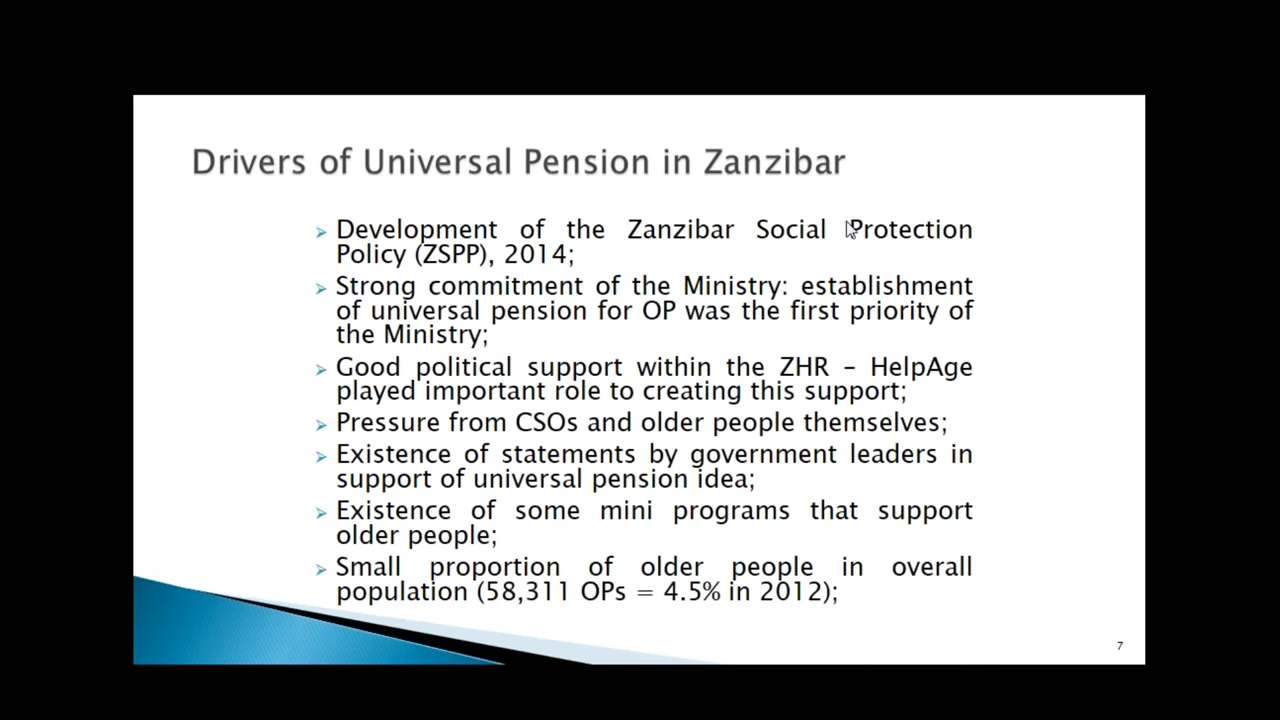 Drivers of Universal Pension in Zanzibar
➢ Development of the Zanzibar Social Protection
Policy (ZSPP), 2014;
➢ Strong commitment of the Ministry: establishment
of universal pension for OP was the first priority of
the Ministry;
➢ Good political support within the ZHR – HelpAge
played important role to creating this support;
➢ Pressure from CSOs and older people themselves;
➢ Existence of statements by government leaders in
support of universal pension idea;
➢ Existence of some mini programs that support
older people;
➢ Small proportion of older people in overall
population (58,311 OPs = 4.5% in 2012);
7